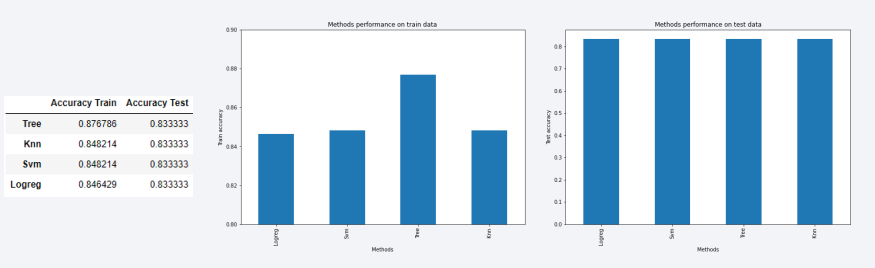 Accuracy Train Accuracy Test
Tree 0.876786 0.833333
Knn 0.848214 0.833333
Svm 0.848214 0.833333
Logreg 0.846429 0.833333
Methods performance on train data
0.90
0.88
0.86
0.84
0.82
0.80
Train accuracy
Logreg
Svm
Tree
Knn
Methods
Methods performance on test data
0.8
0.7
0.6
0.5
0.4
0.3
0.2
0.1
0.0
Test accuracy
Logreg
Svm
Tree
Knn
Methods